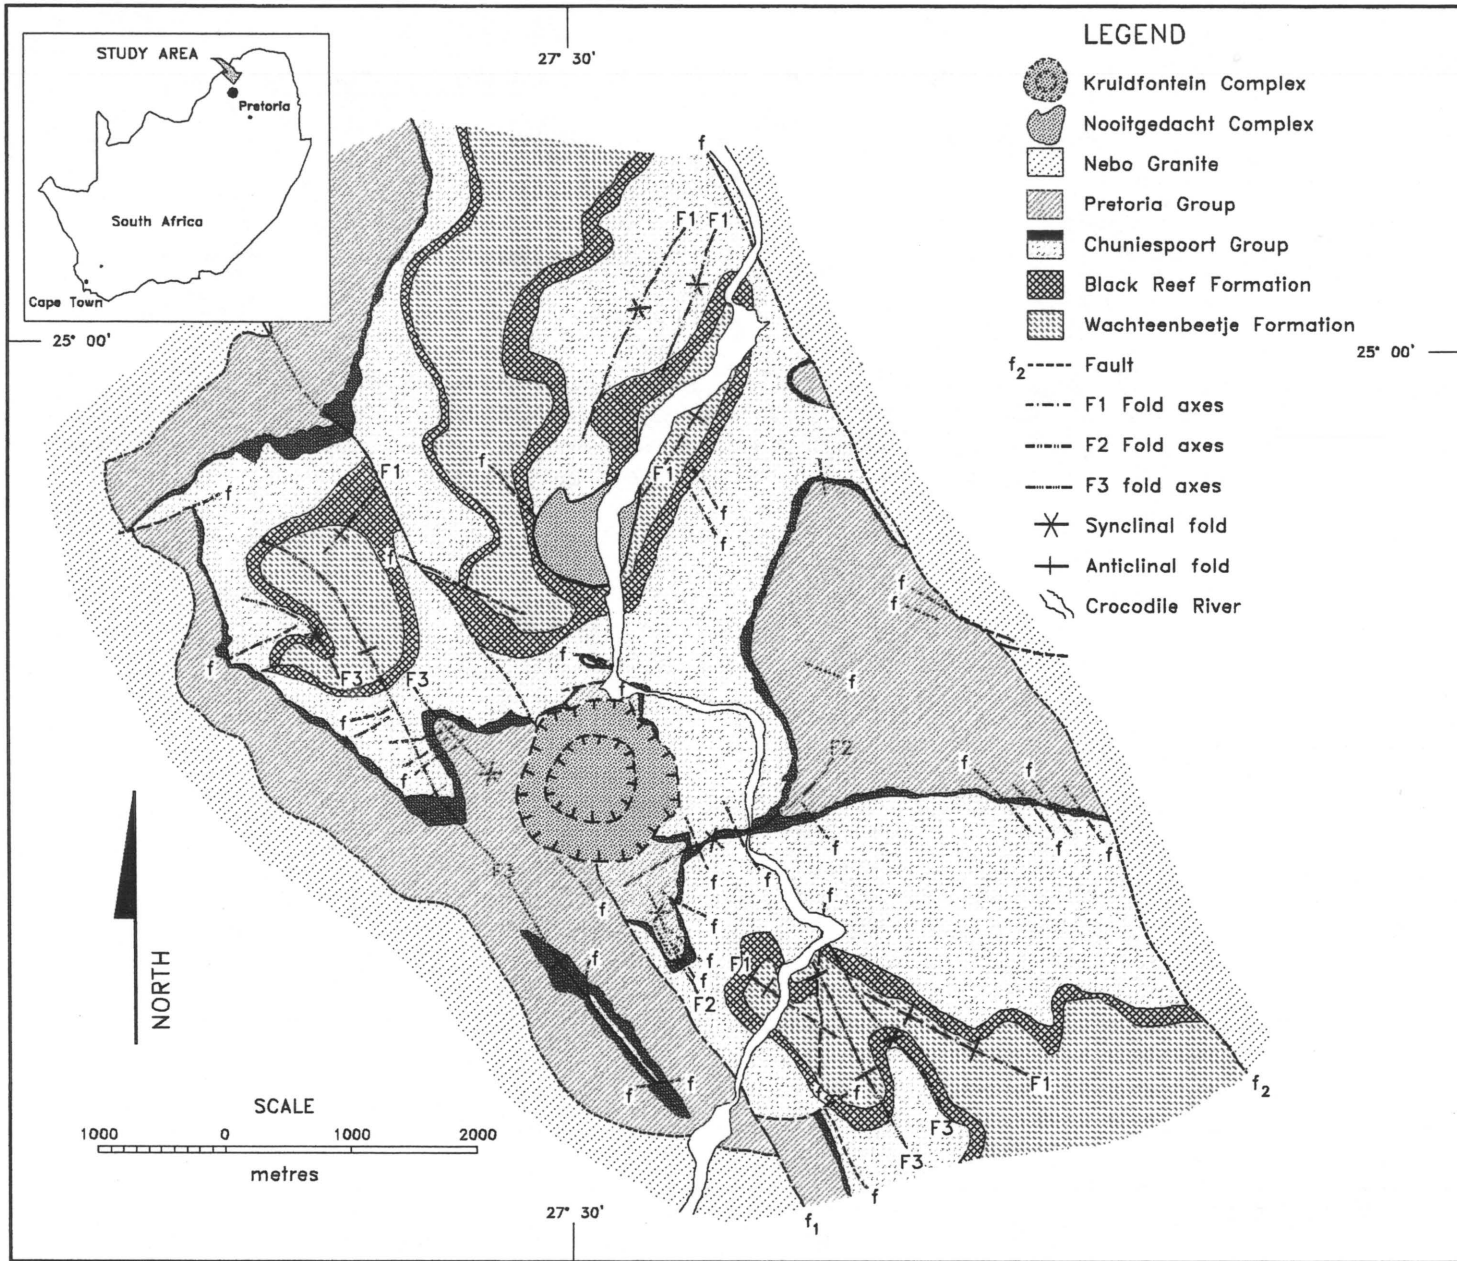 27° 30'
LEGEND
STUDY AREA
Pretoria
South Africa
Cape Town
Kruidfontein Complex
Nooitgedacht Complex
Nebo Granite
Pretoria Group
Chuniespoort Group
Black Reef Formation
Wachteenbeetje Formation
f2 Fault
F1 Fold axes
F2 Fold axes
F3 fold axes
Synclinal fold
Anticlinal fold
Crocodile River
25° 00'
25° 00'
f
F1 F1
F1
f
F1
f
f
f
f
f
f
f
f
f
F3
F3
f
f
f
f
F2
f
f
f
f
f
F3
f
f
f
f
f
f
F1
f
F2
f
f
f
f
F1
F3
F3
f
f1
f2
NORTH
SCALE
1000 0 1000 2000
metres
27° 30'